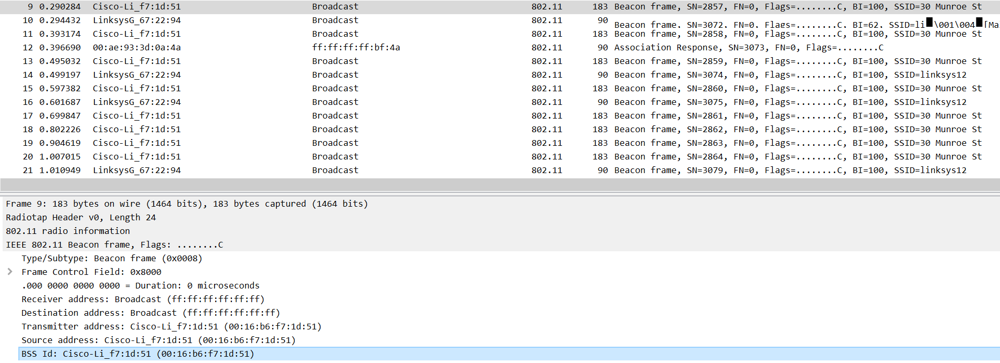 9 0.290284 Cisco-Li_f7:1d:51 Broadcast 802.11 183 Beacon frame, SN=2857, FN=0, Flags=........C, BI=100, SSID=30 Munroe St
10 0.294432 LinksysG_67:22:94 Broadcast 802.11 90 Beacon frame, SN=3072, FN=0, Flags=........C, BI=62, SSID=li█\001\004█[Ma
11 0.393174 Cisco-Li_f7:1d:51 Broadcast 802.11 183 Beacon frame, SN=2858, FN=0, Flags=........C, BI=100, SSID=30 Munroe St
12 0.396690 00:ae:93:3d:0a:4a ff:ff:ff:ff:bf:4a 802.11 90 Association Response, SN=3073, FN=0, Flags=........C
13 0.495032 Cisco-Li_f7:1d:51 Broadcast 802.11 183 Beacon frame, SN=2859, FN=0, Flags=........C, BI=100, SSID=30 Munroe St
14 0.499197 LinksysG_67:22:94 Broadcast 802.11 90 Beacon frame, SN=3074, FN=0, Flags=........C, BI=100, SSID=linksys12
15 0.597382 Cisco-Li_f7:1d:51 Broadcast 802.11 183 Beacon frame, SN=2860, FN=0, Flags=........C, BI=100, SSID=30 Munroe St
16 0.601687 LinksysG_67:22:94 Broadcast 802.11 90 Beacon frame, SN=3075, FN=0, Flags=........C, BI=100, SSID=linksys12
17 0.699847 Cisco-Li_f7:1d:51 Broadcast 802.11 183 Beacon frame, SN=2861, FN=0, Flags=........C, BI=100, SSID=30 Munroe St
18 0.802226 Cisco-Li_f7:1d:51 Broadcast 802.11 183 Beacon frame, SN=2862, FN=0, Flags=........C, BI=100, SSID=30 Munroe St
19 0.904619 Cisco-Li_f7:1d:51 Broadcast 802.11 183 Beacon frame, SN=2863, FN=0, Flags=........C, BI=100, SSID=30 Munroe St
20 1.007015 Cisco-Li_f7:1d:51 Broadcast 802.11 183 Beacon frame, SN=2864, FN=0, Flags=........C, BI=100, SSID=30 Munroe St
21 1.010949 LinksysG_67:22:94 Broadcast 802.11 90 Beacon frame, SN=3079, FN=0, Flags=........C, BI=100, SSID=linksys12
Frame 9: 183 bytes on wire (1464 bits), 183 bytes captured (1464 bits)
Radiotap Header v0, Length 24
802.11 radio information
IEEE 802.11 Beacon frame, Flags: ........C
Type/Subtype: Beacon frame (0x0008)
Frame Control Field: 0x8000
.000 0000 0000 0000 = Duration: 0 microseconds
Receiver address: Broadcast (ff:ff:ff:ff:ff:ff)
Destination address: Broadcast (ff:ff:ff:ff:ff:ff)
Transmitter address: Cisco-Li_f7:1d:51 (00:16:b6:f7:1d:51)
Source address: Cisco-Li_f7:1d:51 (00:16:b6:f7:1d:51)
BSS Id: Cisco-Li_f7:1d:51 (00:16:b6:f7:1d:51)